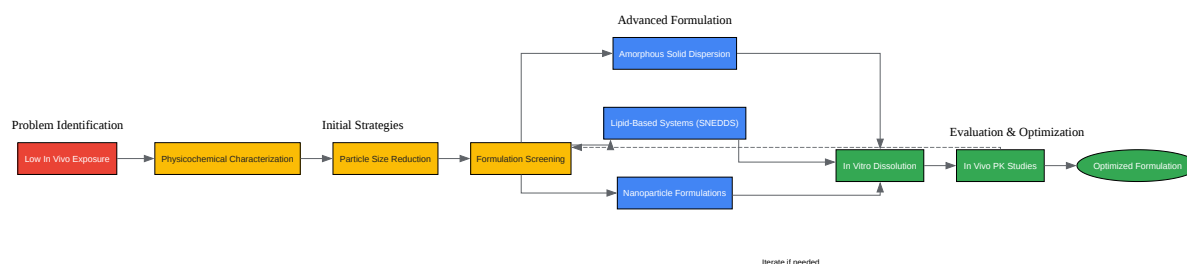 Advanced Formulation
Amorphous Solid Dispersion
Problem Identification
Initial Strategies
Lipid-Based Systems (SNEDDS)
Evaluation & Optimization
Low In Vivo Exposure
Physicochemical Characterization
Particle Size Reduction
Formulation Screening
In Vitro Dissolution
In Vivo PK Studies
Optimized Formulation
Nanoparticle Formulations
Iterate if needed